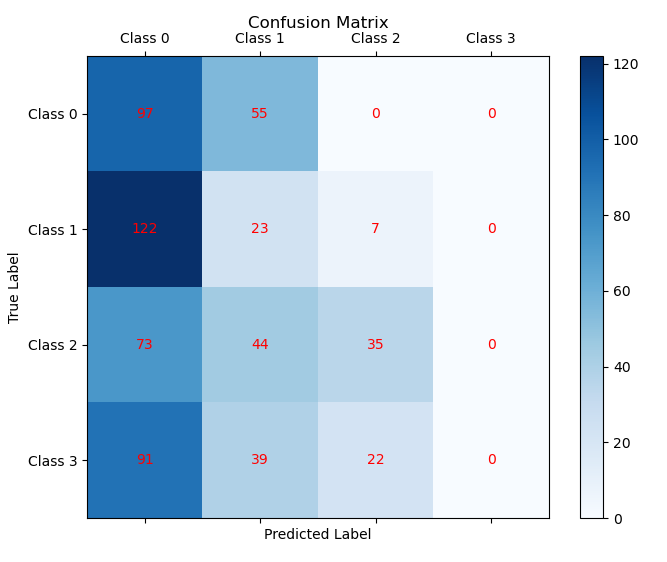 Confusion Matrix
Class 0 Class 1 Class 2 Class 3
Class 0 97 55 0 0
Class 1 122 23 7 0
Class 2 73 44 35 0
Class 3 91 39 22 0
True Label
Predicted Label
120
100
80
60
40
20
0